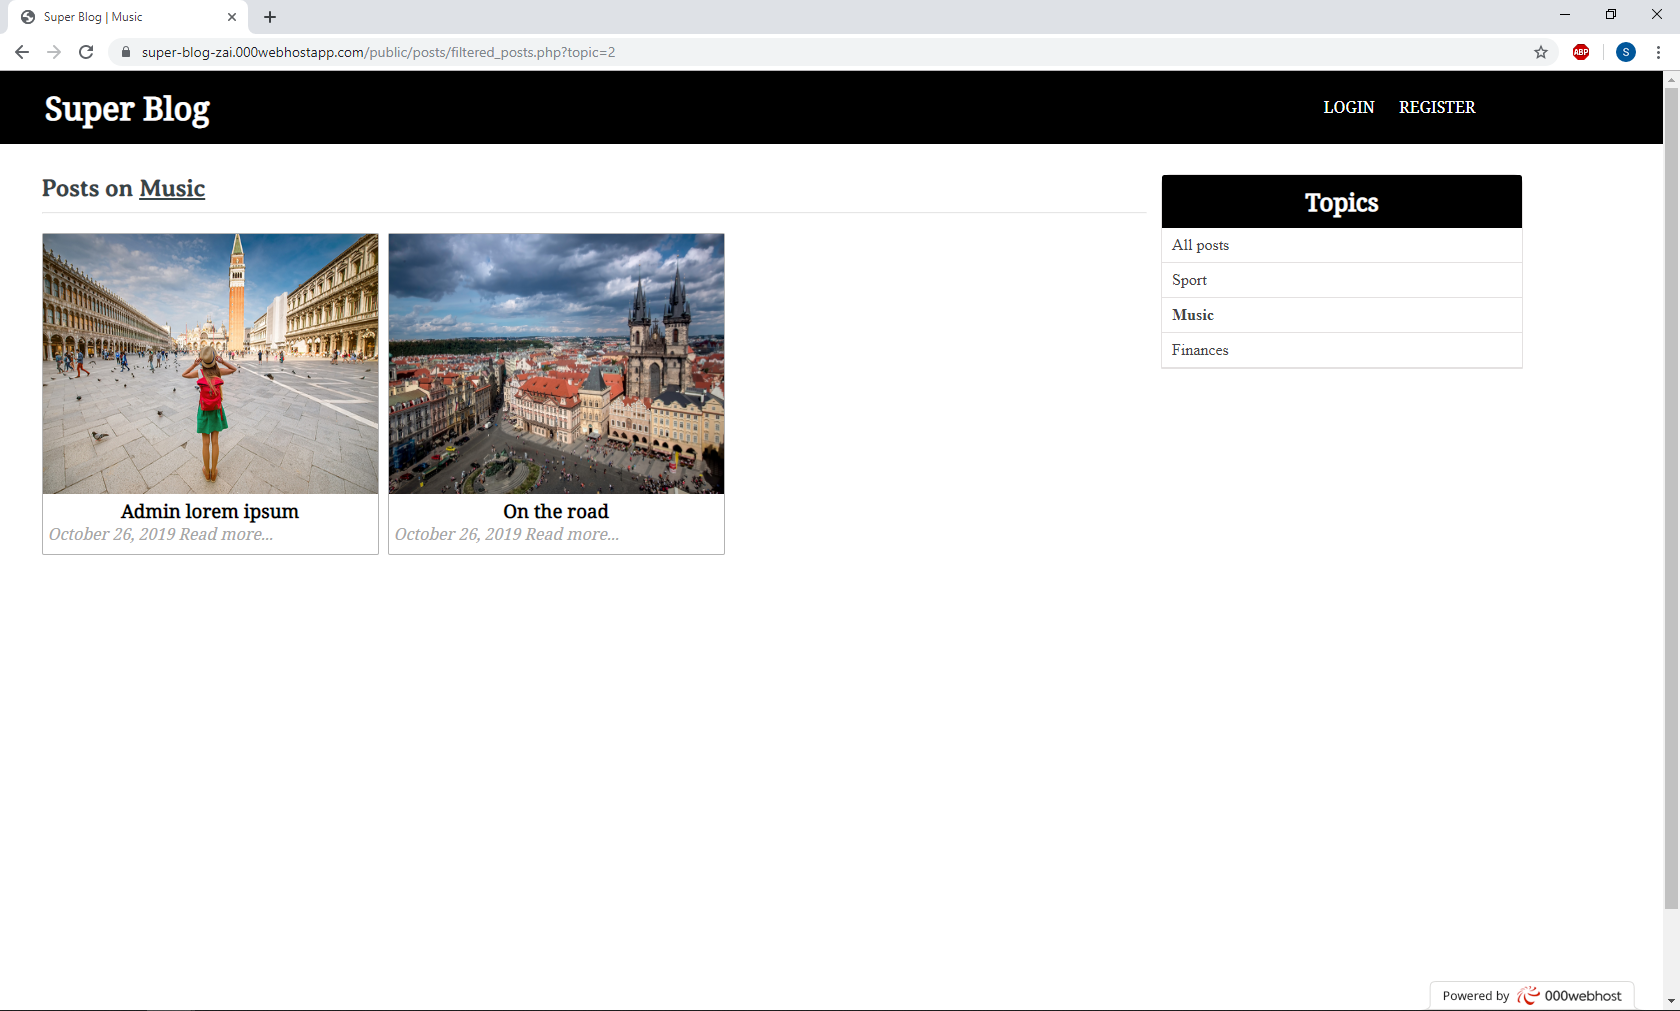 Super Blog | Music
super-blog-zai.000webhostapp.com/public/posts/filtered_posts.php?topic=2
ABP
S
Super Blog
LOGIN REGISTER
Posts on Music
Topics
All posts
Sport
Music
Finances
Admin lorem ipsum
October 26, 2019 Read more...
On the road
October 26, 2019 Read more...
Powered by 000webhost